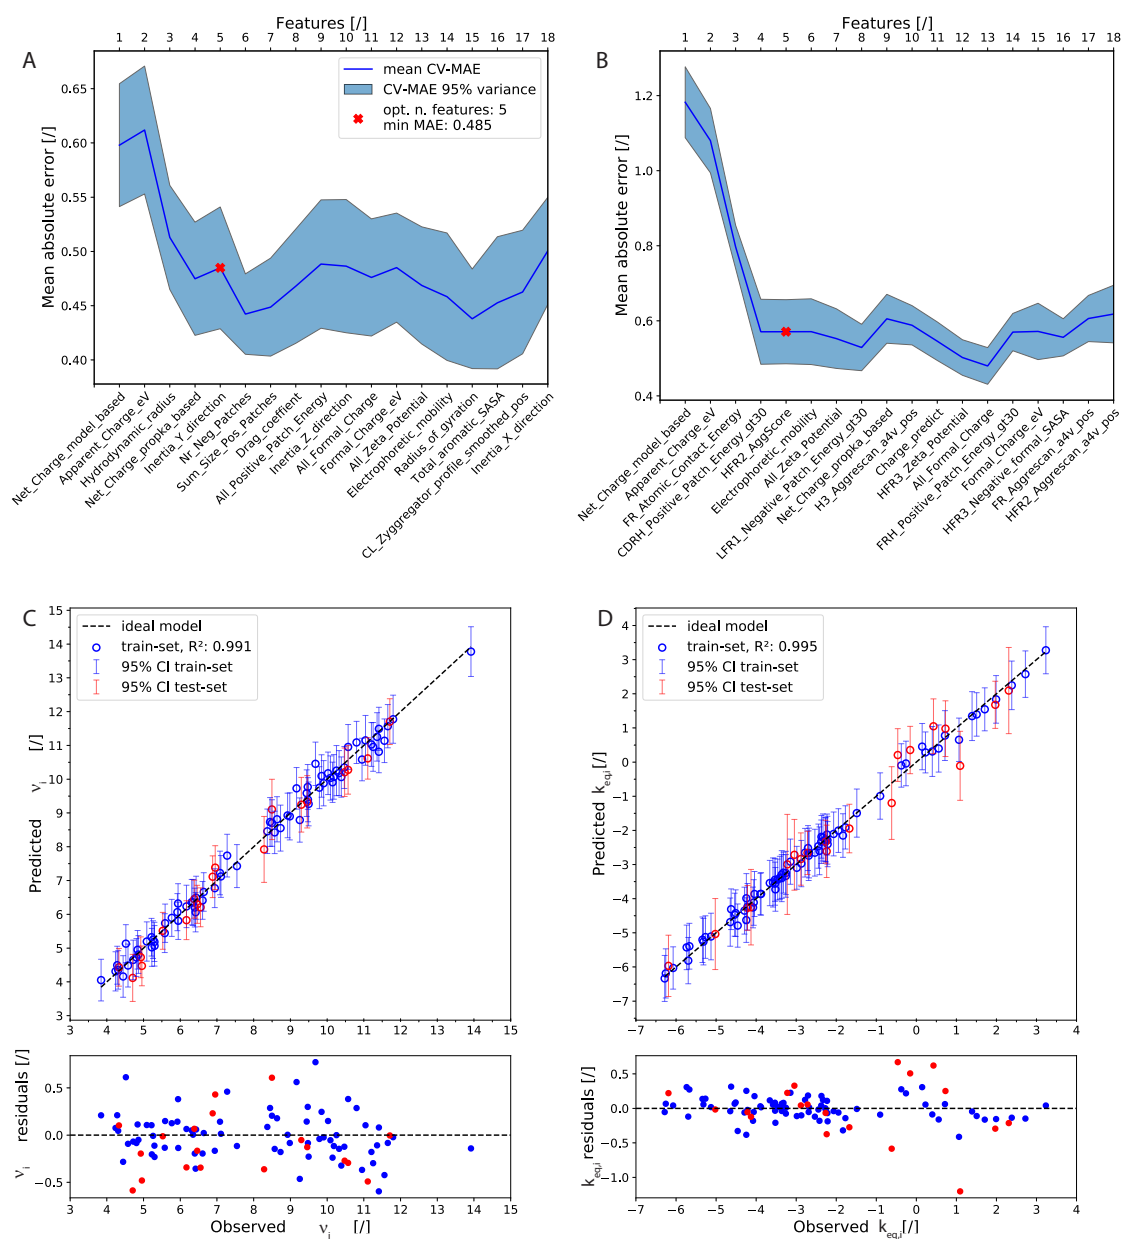 Features [/]
1 2 3 4 5 6 7 8 9 10 11 12 13 14 15 16 17 18
A
mean CV-MAE
CV-MAE 95% variance
opt. n. features: 5
min MAE: 0.485
Mean absolute error [/]
0.65
0.60
0.55
0.50
0.45
0.40
Net_Charge_model_based
Apparent_Charge_eV
Hydrodynamic_radius
Net_Charge_propka_based
Inertia_Y_direction
Nr_Neg_Patches
Sum_Size_Pos_Patches
Drag_coeffient
All_Positive_Patch_Energy
Inertia_Z_direction
All_Formal_Charge
Formal_Charge_eV
All_Zeta_Potential
Electrophoretic_mobility
Radius_of_gyration
Total_aromatic_SASA
CL_Zyggregator_profile_smoothed_pos
Inertia_X_direction
Features [/]
1 2 3 4 5 6 7 8 9 10 11 12 13 14 15 16 17 18
B
Mean absolute error [/]
1.2
1.0
0.8
0.6
0.4
Net_Charge_model_based
Apparent_Charge_eV
FR_Atomic_Contact_Energy
CDRH_Positive_Patch_Energy_gt30
HFR2_AggScore
Electrophoretic_mobility
All_Zeta_Potential
LFR1_Negative_Patch_Energy_gt30
Net_Charge_propka_based
H3_Aggrescan_a4v_pos
Charge_predict
HFR3_Zeta_Potential
All_Formal_Charge
FRH_Positive_Patch_Energy_gt30
Formal_Charge_eV
HFR3_Negative_formal_SASA
FR_Aggrescan_a4v_pos
HFR2_Aggrescan_a4v_pos
C
ideal model
train-set, R²: 0.991
95% CI train-set
95% CI test-set
Predicted ν_i [/]
15
14
13
12
11
10
9
8
7
6
5
4
3
3 4 5 6 7 8 9 10 11 12 13 14 15
ν_i residuals [/]
0.5
0.0
−0.5
3 4 5 6 7 8 9 10 11 12 13 14 15
Observed ν_i [/]
D
ideal model
train-set, R²: 0.995
95% CI train-set
95% CI test-set
Predicted k_eq,i [/]
4
3
2
1
0
−1
−2
−3
−4
−5
−6
−7
−7 −6 −5 −4 −3 −2 −1 0 1 2 3 4
k_eq,i residuals [/]
0.5
0.0
−0.5
−1.0
−7 −6 −5 −4 −3 −2 −1 0 1 2 3 4
Observed k_eq,i[/]